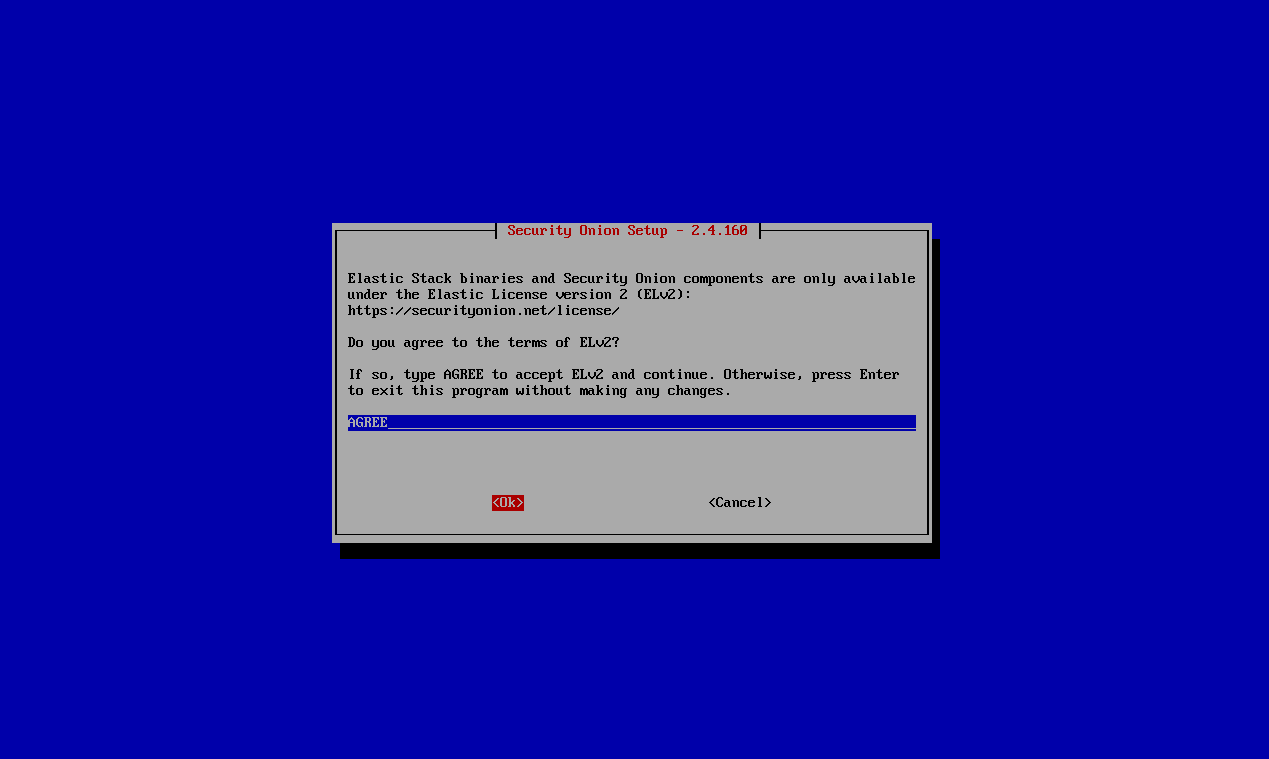 Security Onion Setup - 2.4.160
Elastic Stack binaries and Security Onion components are only available
under the Elastic License version 2 (ELv2):
https://securityonion.net/license/
Do you agree to the terms of ELv2?
If so, type AGREE to accept ELv2 and continue. Otherwise, press Enter
to exit this program without making any changes.
AGREE
<Ok> <Cancel>